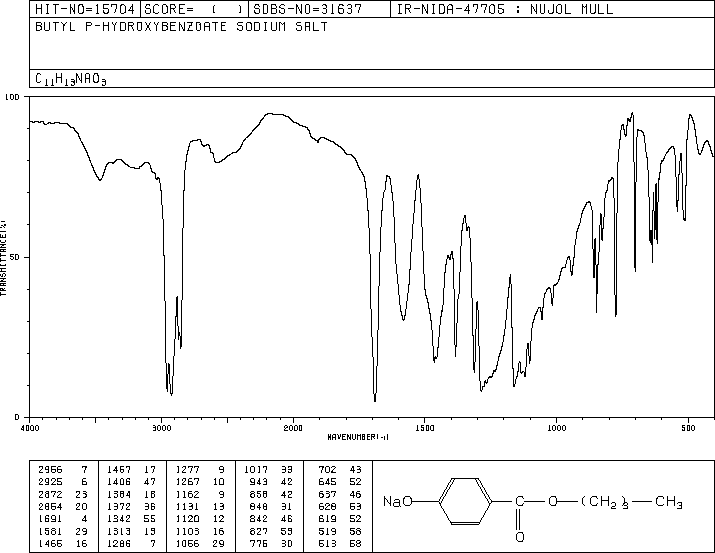 HIT-NO=15704 SCORE= ( ) SDBS-NO=31637 IR-NIDA-47705 : NUJOL MULL
BUTYL P-HYDROXYBENZOATE SODIUM SALT
C11H13NAO3
100
50
0
TRANSMITTANCE(%)
4000 3000 2000 1500 1000 500
WAVENUMBER(-1)
2956 7 1467 17 1277 9 1017 33 702 43
2925 6 1406 47 1267 10 943 42 645 52
2872 23 1384 18 1162 9 858 42 637 46
2854 20 1372 36 1131 13 848 31 628 53
1691 4 1342 55 1120 12 842 46 619 52
1581 29 1313 13 1103 16 827 53 519 58
1465 16 1286 7 1056 29 776 30 513 58
NaO C O (CH2)3 CH3
O